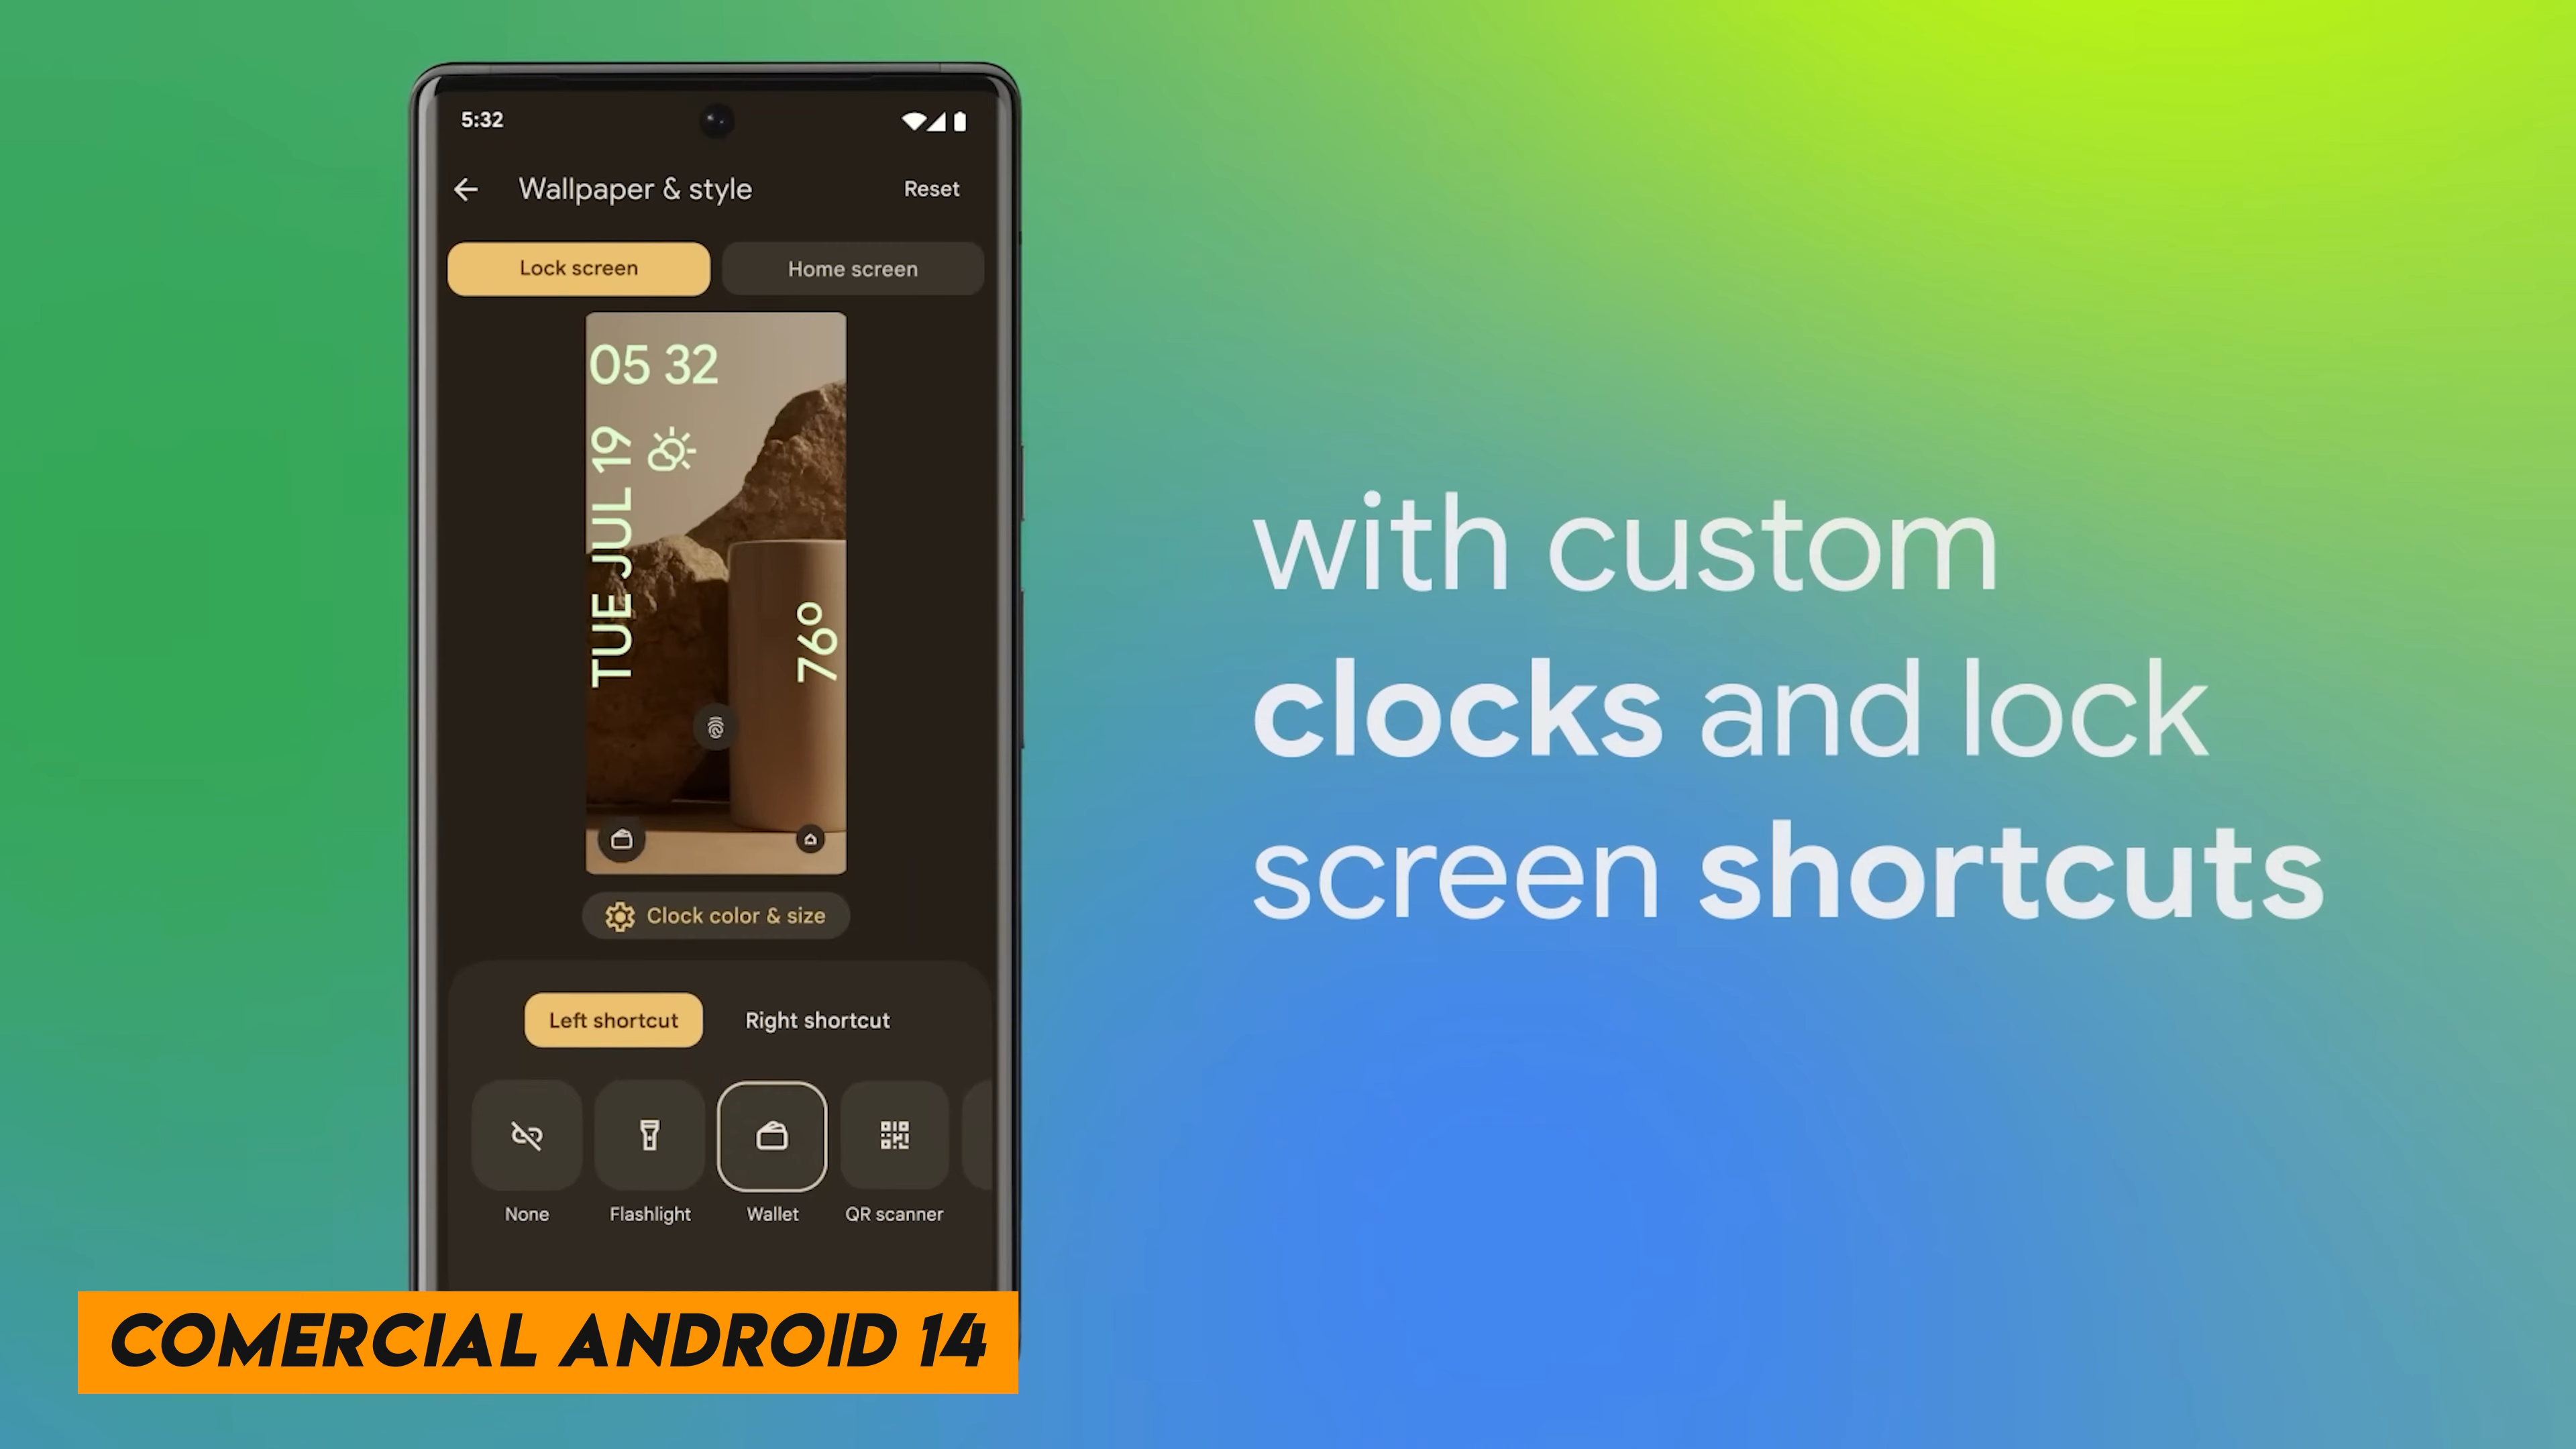 5:32
Wallpaper & style
Reset
Lock screen
Home screen
05 32
TUE JUL 19
76°
Clock color & size
Left shortcut
Right shortcut
None
Flashlight
Wallet
QR scanner
with custom
clocks and lock
screen shortcuts
COMERCIAL ANDROID 14